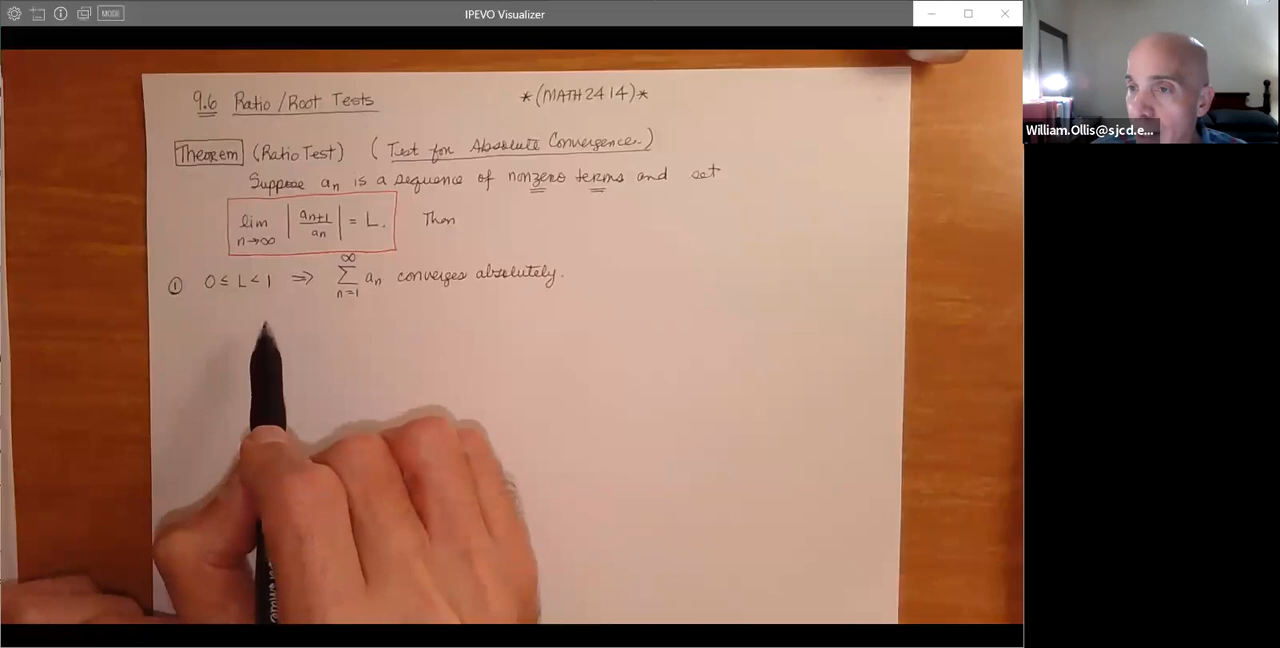 MODE
IPEVO Visualizer
9.6 Ratio/Root Tests
*(MATH 2414)*
Theorem (Ratio Test) (Test for Absolute Convergence.)
Suppose aₙ is a sequence of nonzero terms and set
lim n→∞ |aₙ₊₁/aₙ| = L. Then
① 0 ≤ L < 1 ⇒ ∑ₙ₌₁^∞ aₙ converges absolutely.
William.Ollis@sjcd.e...